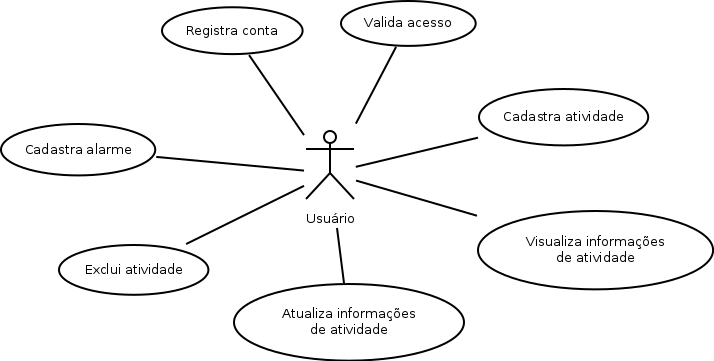 Registra conta
Valida acesso
Cadastra atividade
Cadastra alarme
Usuário
Visualiza informações
de atividade
Exclui atividade
Atualiza informações
de atividade